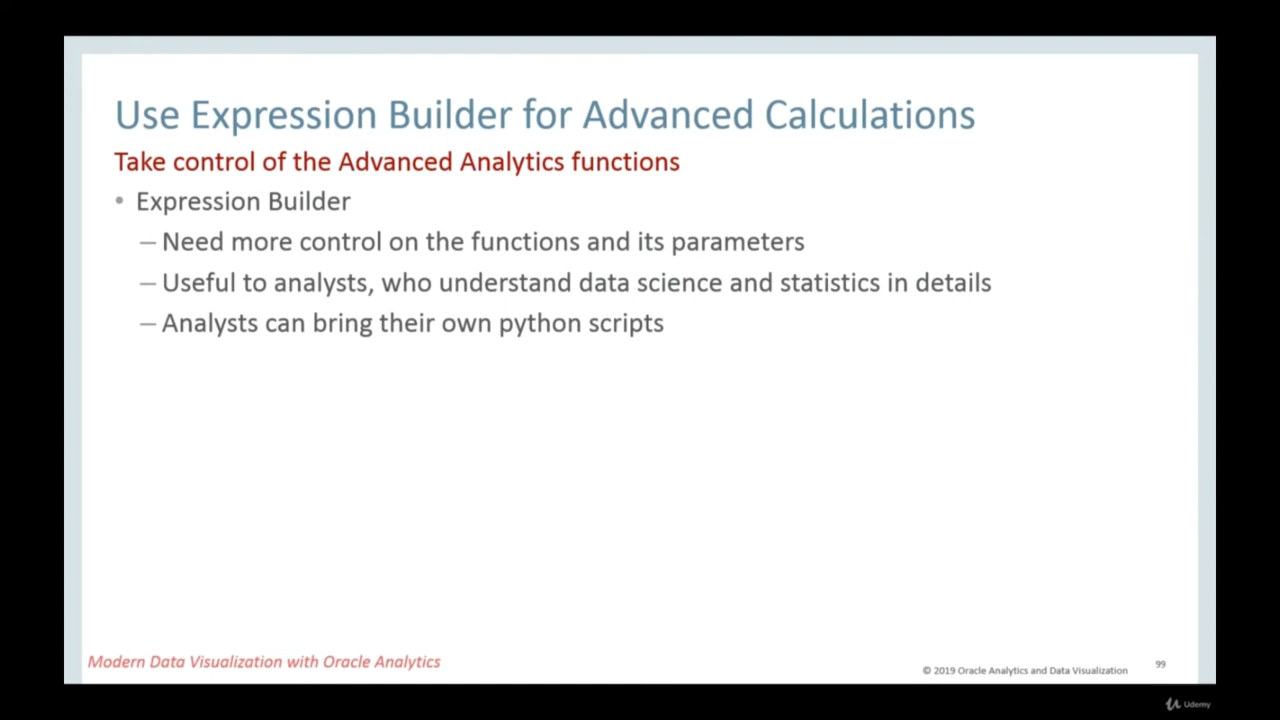 Use Expression Builder for Advanced Calculations
Take control of the Advanced Analytics functions
• Expression Builder
– Need more control on the functions and its parameters
– Useful to analysts, who understand data science and statistics in details
– Analysts can bring their own python scripts
Modern Data Visualization with Oracle Analytics
© 2019 Oracle Analytics and Data Visualization
99
Udemy